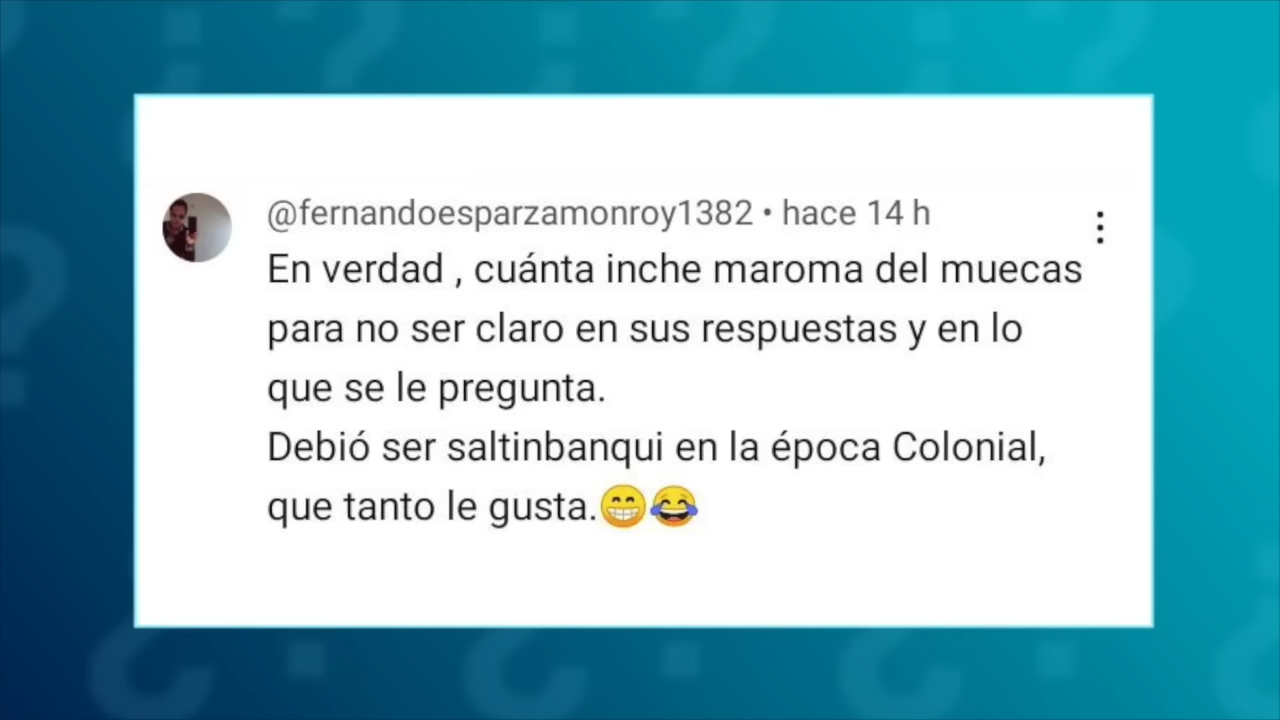 @fernandoesparzamonroy1382 • hace 14 h
En verdad , cuánta inche maroma del muecas
para no ser claro en sus respuestas y en lo
que se le pregunta.
Debió ser saltinbanqui en la época Colonial,
que tanto le gusta.😁😂